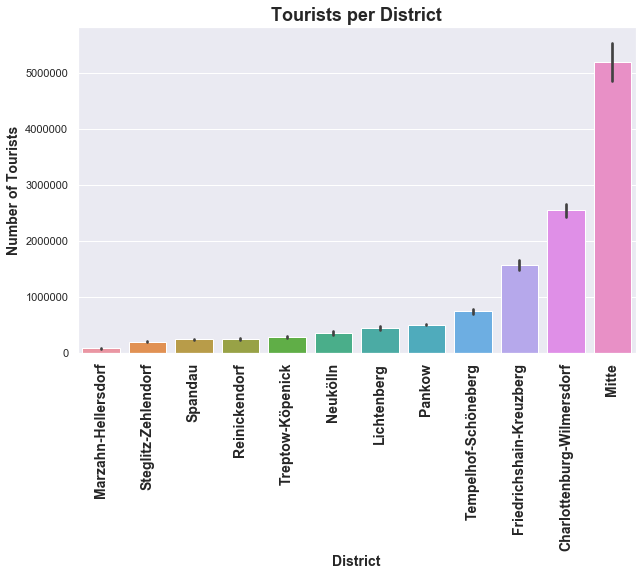 Tourists per District
Number of Tourists
5000000
4000000
3000000
2000000
1000000
0
Marzahn-Hellersdorf
Steglitz-Zehlendorf
Spandau
Reinickendorf
Treptow-Köpenick
Neukölln
Lichtenberg
Pankow
Tempelhof-Schöneberg
Friedrichshain-Kreuzberg
Charlottenburg-Wilmersdorf
Mitte
District